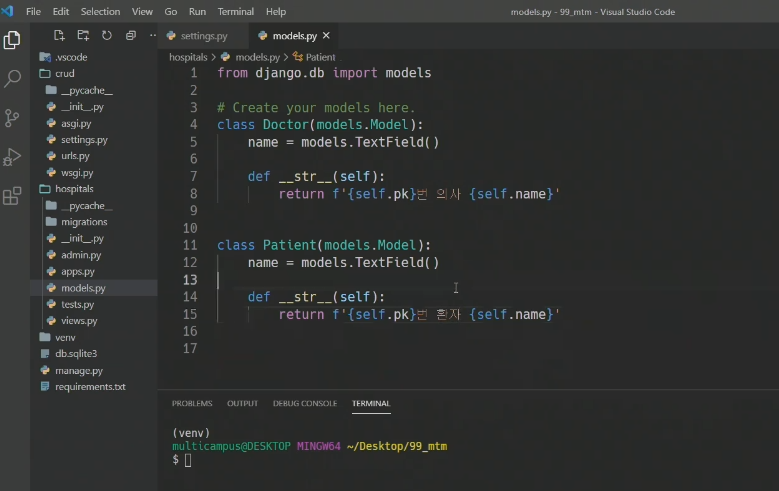 File Edit Selection View Go Run Terminal Help models.py - 99_mtm - Visual Studio Code
settings.py models.py
hospitals > models.py > Patient
.vscode
crud
__pycache__
__init__.py
asgi.py
settings.py
urls.py
wsgi.py
hospitals
__pycache__
migrations
__init__.py
admin.py
apps.py
models.py
tests.py
views.py
venv
db.sqlite3
manage.py
requirements.txt
1 from django.db import models
2
3 # Create your models here.
4 class Doctor(models.Model):
5 name = models.TextField()
6
7 def __str__(self):
8 return f'{self.pk}번 의사 {self.name}'
9
10
11 class Patient(models.Model):
12 name = models.TextField()
13
14 def __str__(self):
15 return f'{self.pk}번 환자 {self.name}'
16
17
PROBLEMS OUTPUT DEBUG CONSOLE TERMINAL
(venv)
multicampus@DESKTOP MINGW64 ~/Desktop/99_mtm
$